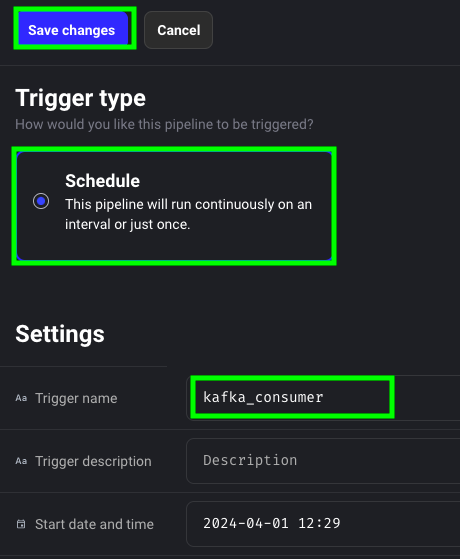 Save changes
Cancel
Trigger type
How would you like this pipeline to be triggered?
Schedule
This pipeline will run continuously on an
interval or just once.
Settings
Aa Trigger name
kafka_consumer
Aa Trigger description
Description
Start date and time
2024-04-01 12:29